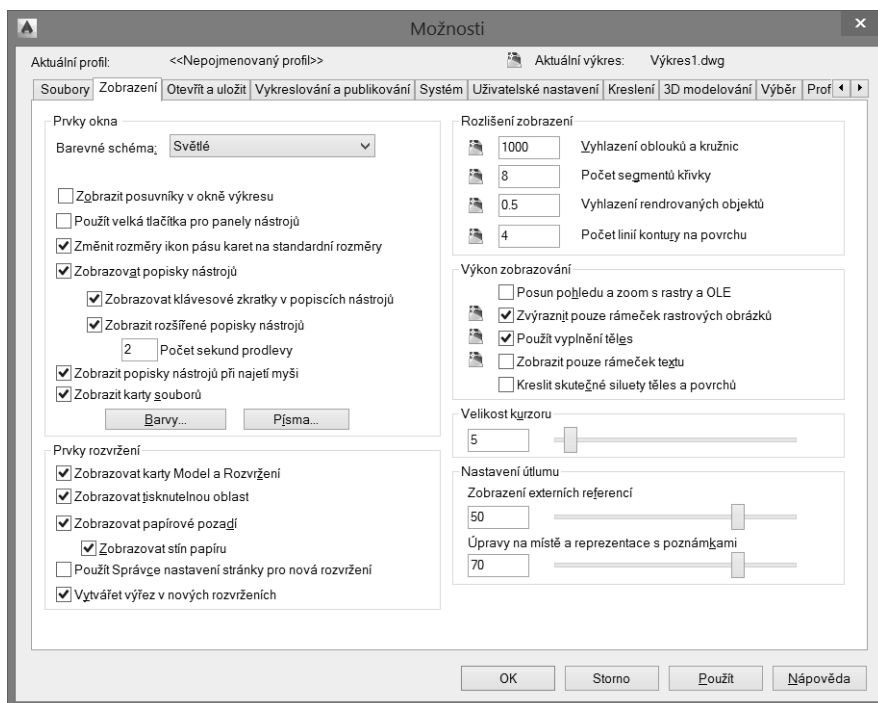 Možnosti
Aktuální profil: <<Nepojmenovaný profil>> Aktuální výkres: Výkres1.dwg
Soubory Zobrazení Otevřít a uložit Vykreslování a publikování Systém Uživatelské nastavení Kreslení 3D modelování Výběr Prof
Prvky okna
Barevné schéma: Světlé
Zobrazit posuvníky v okně výkresu
Použít velká tlačítka pro panely nástrojů
Změnit rozměry ikon pásu karet na standardní rozměry
Zobrazovat popisky nástrojů
Zobrazovat klávesové zkratky v popiscích nástrojů
Zobrazit rozšířené popisky nástrojů
2 Počet sekund prodlevy
Zobrazit popisky nástrojů při najetí myši
Zobrazit karty souborů
Barvy... Písma...
Prvky rozvržení
Zobrazovat karty Model a Rozvržení
Zobrazovat tisknutelnou oblast
Zobrazovat papírové pozadí
Zobrazovat stín papíru
Použít Správce nastavení stránky pro nová rozvržení
Vytvářet výřez v nových rozvrženích
Rozlišení zobrazení
1000 Vyhlazení oblouků a kružnic
8 Počet segmentů křivky
0.5 Vyhlazení rendrovaných objektů
4 Počet linií kontury na povrchu
Výkon zobrazování
Posun pohledu a zoom s rastry a OLE
Zvýraznit pouze rámeček rastrových obrázků
Použít vyplnění těles
Zobrazit pouze rámeček textu
Kreslit skutečné siluety těles a povrchů
Velikost kurzoru
5
Nastavení útlumu
Zobrazení externích referencí
50
Úpravy na místě a reprezentace s poznámkami
70
OK Storno Použít Nápověda